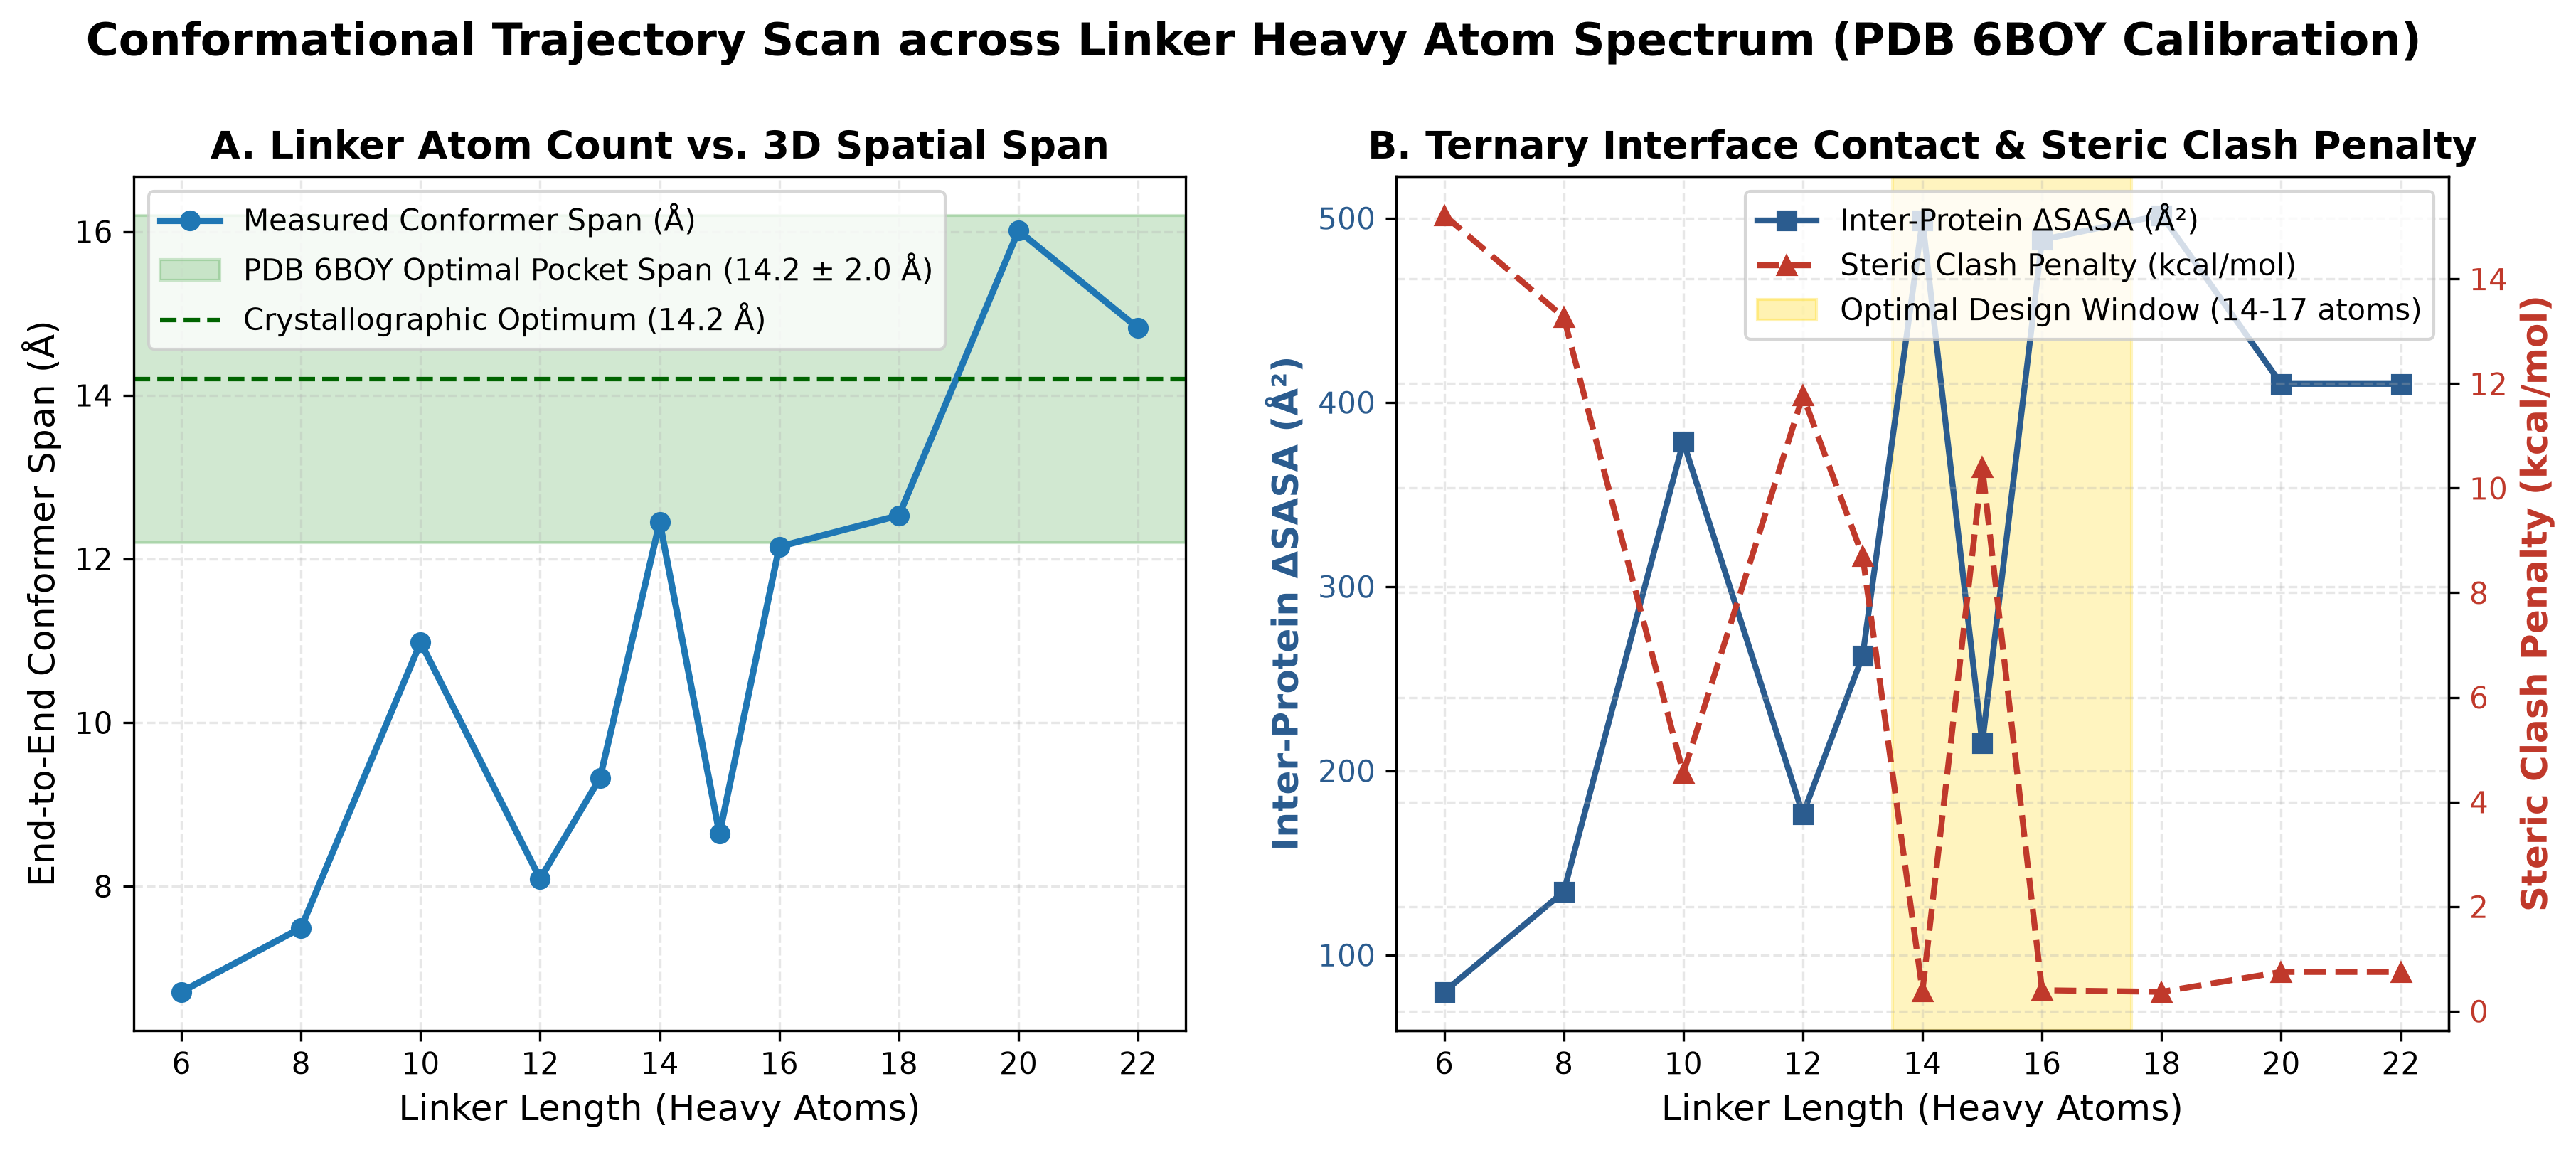 Conformational Trajectory Scan across Linker Heavy Atom Spectrum (PDB 6BOY Calibration)
A. Linker Atom Count vs. 3D Spatial Span
Measured Conformer Span (Å)
PDB 6BOY Optimal Pocket Span (14.2 ± 2.0 Å)
Crystallographic Optimum (14.2 Å)
End-to-End Conformer Span (Å)
16
14
12
10
8
6
8
10
12
14
16
18
20
22
Linker Length (Heavy Atoms)
B. Ternary Interface Contact & Steric Clash Penalty
Inter-Protein ΔSASA (Å²)
Steric Clash Penalty (kcal/mol)
Optimal Design Window (14-17 atoms)
Inter-Protein ΔSASA (Å²)
500
400
300
200
100
6
8
10
12
14
16
18
20
22
Linker Length (Heavy Atoms)
14
12
10
8
6
4
2
0
Steric Clash Penalty (kcal/mol)